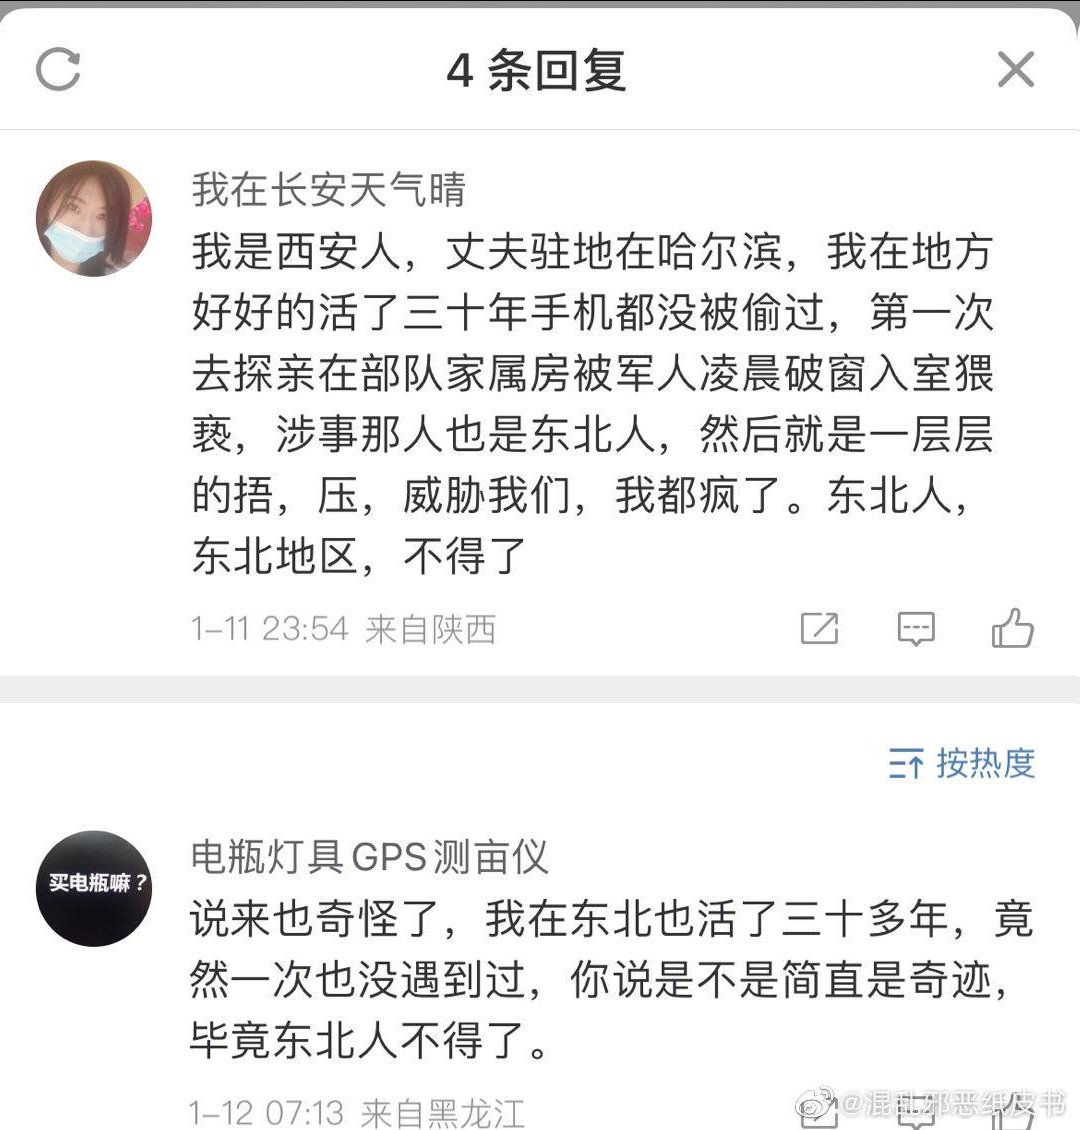 4 条回复
我在长安天气晴
我是西安人，丈夫驻地在哈尔滨，我在地方
好好的活了三十年手机都没被偷过，第一次
去探亲在部队家属房被军人凌晨破窗入室猥
亵，涉事那人也是东北人，然后就是一层层
的捂，压，威胁我们，我都疯了。东北人，
东北地区，不得了
1-11 23:54 来自陕西
按热度
买电瓶嘛？
电瓶灯具GPS测亩仪
说来也奇怪了，我在东北也活了三十多年，竟
然一次也没遇到过，你说是不是简直是奇迹，
毕竟东北人不得了。
1-12 07:13 来自黑龙江
@混乱邪恶纸皮书